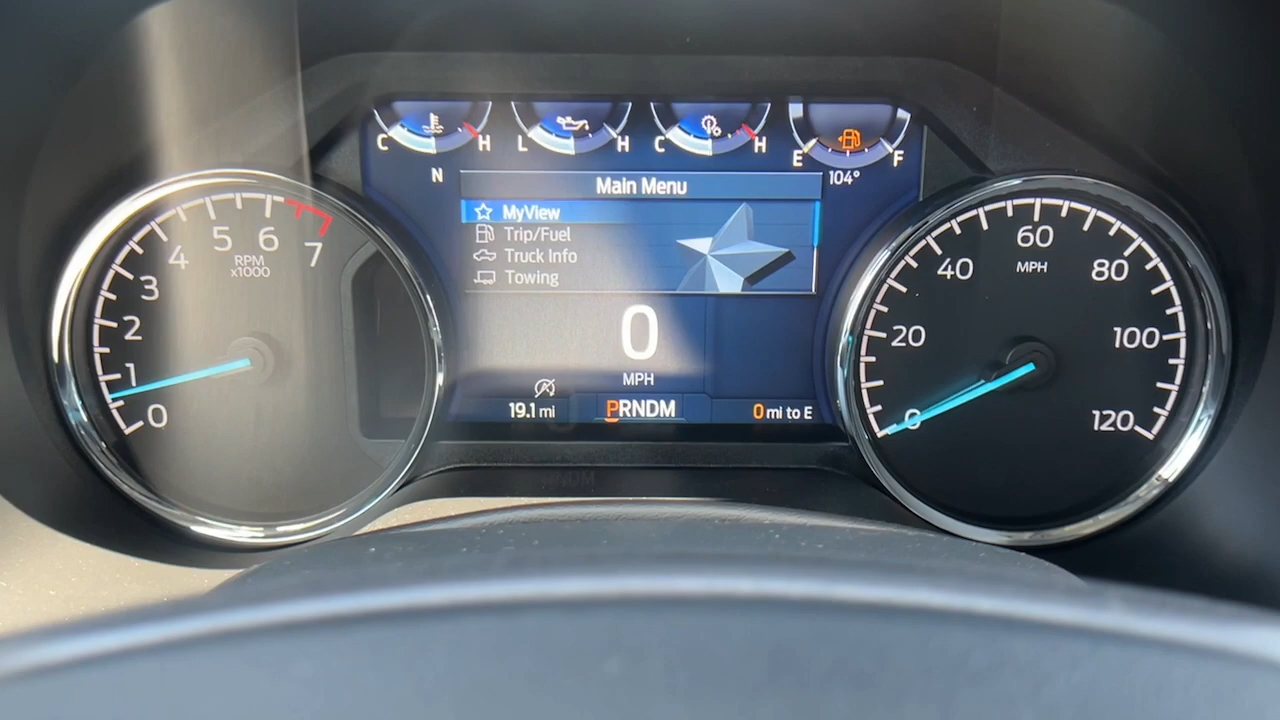 C H
L H
C H
E F
N
104°
Main Menu
MyView
Trip/Fuel
Truck Info
Towing
0
MPH
19.1 mi
PRNDM
0 mi to E
0
1
2
3
4
5
6
7
RPM
x1000
0
20
40
60
80
100
120
MPH